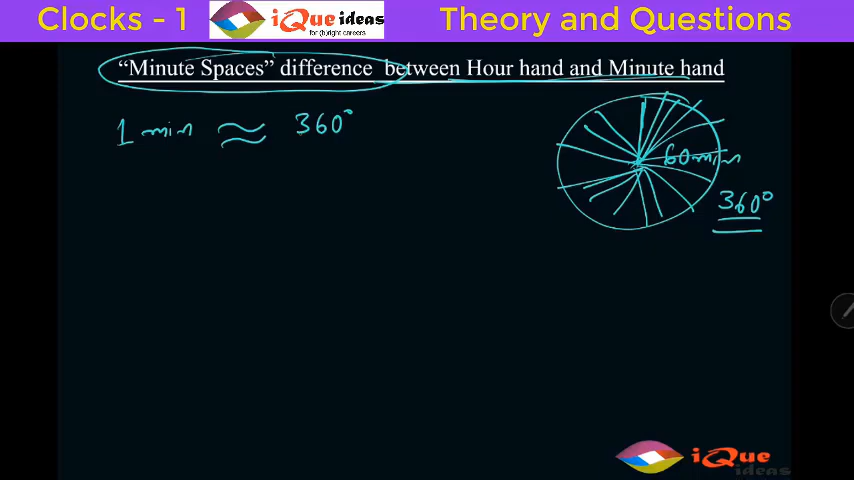 Clocks - 1
iQue ideas
for (b)right careers
Theory and Questions
“Minute Spaces” difference between Hour hand and Minute hand
1 min ≈ 360°
60 min
360°
iQue
ideas